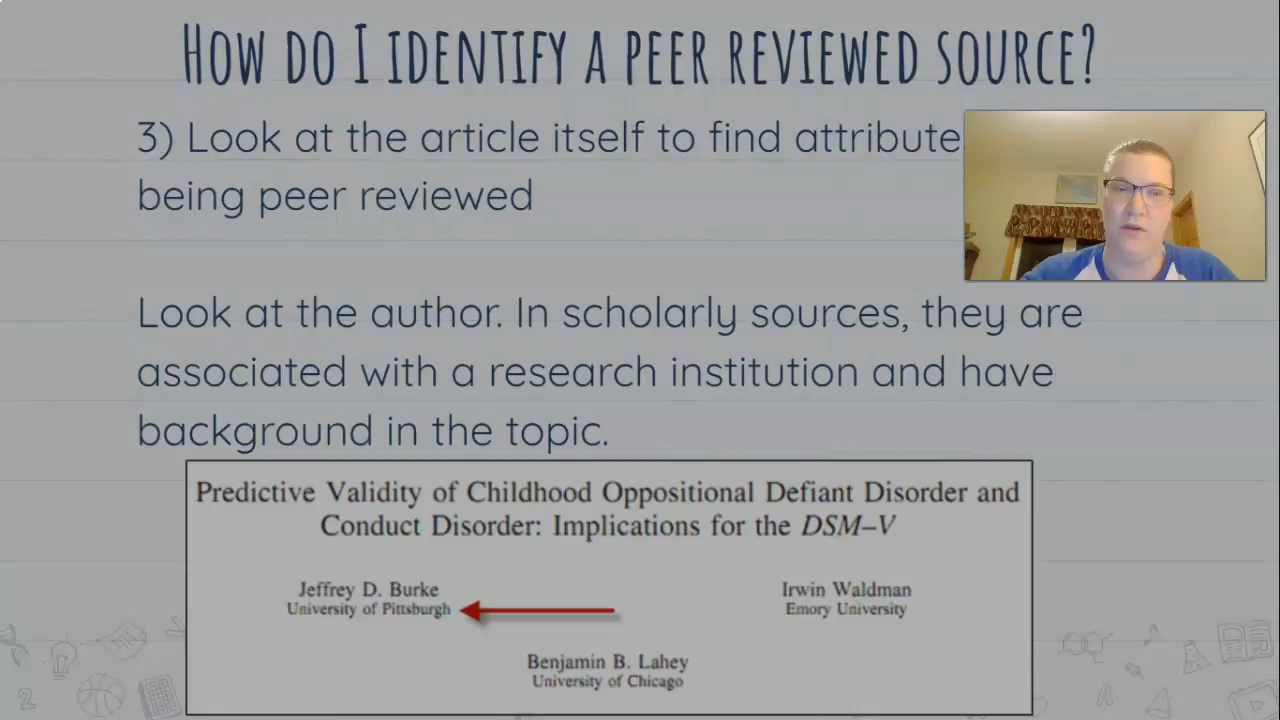 HOW DO I IDENTIFY A PEER REVIEWED SOURCE?
3) Look at the article itself to find attribute
being peer reviewed
Look at the author. In scholarly sources, they are
associated with a research institution and have
background in the topic.
Predictive Validity of Childhood Oppositional Defiant Disorder and
Conduct Disorder: Implications for the DSM–V
Jeffrey D. Burke
University of Pittsburgh
Irwin Waldman
Emory University
Benjamin B. Lahey
University of Chicago
2